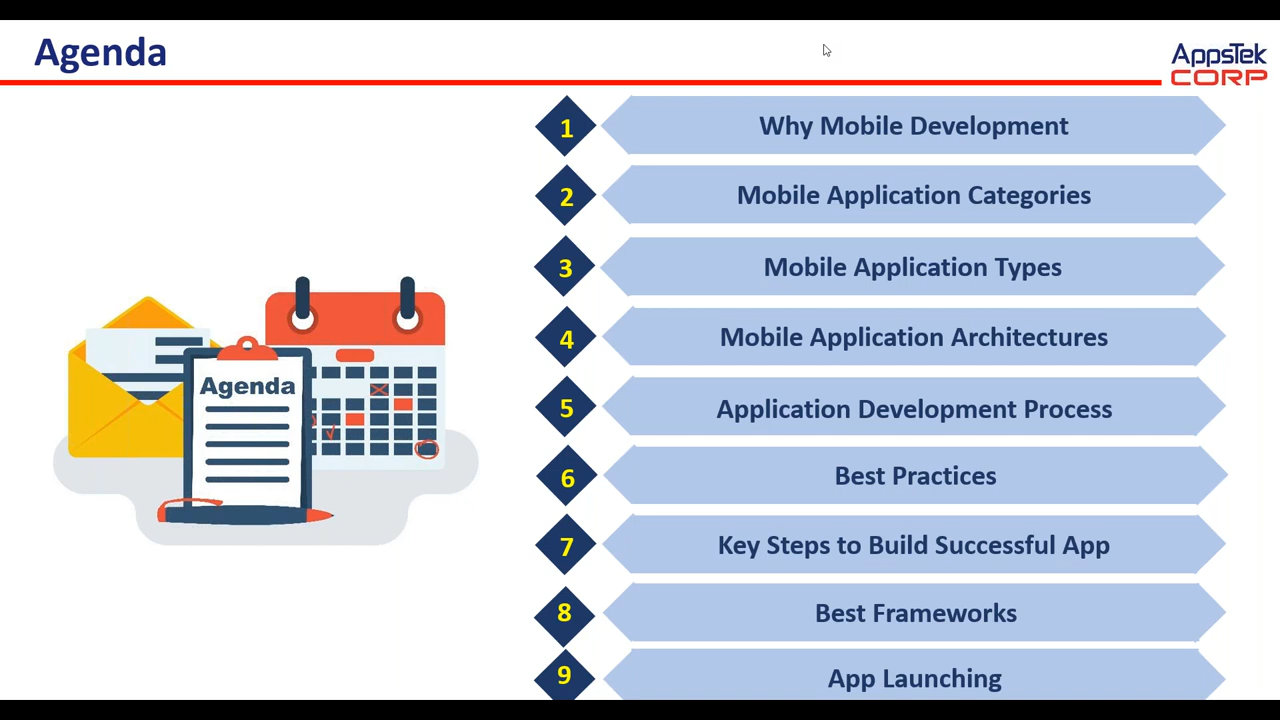 Agenda
AppsTek
CORP
1
Why Mobile Development
2
Mobile Application Categories
3
Mobile Application Types
4
Mobile Application Architectures
5
Application Development Process
6
Best Practices
7
Key Steps to Build Successful App
8
Best Frameworks
9
App Launching
Agenda